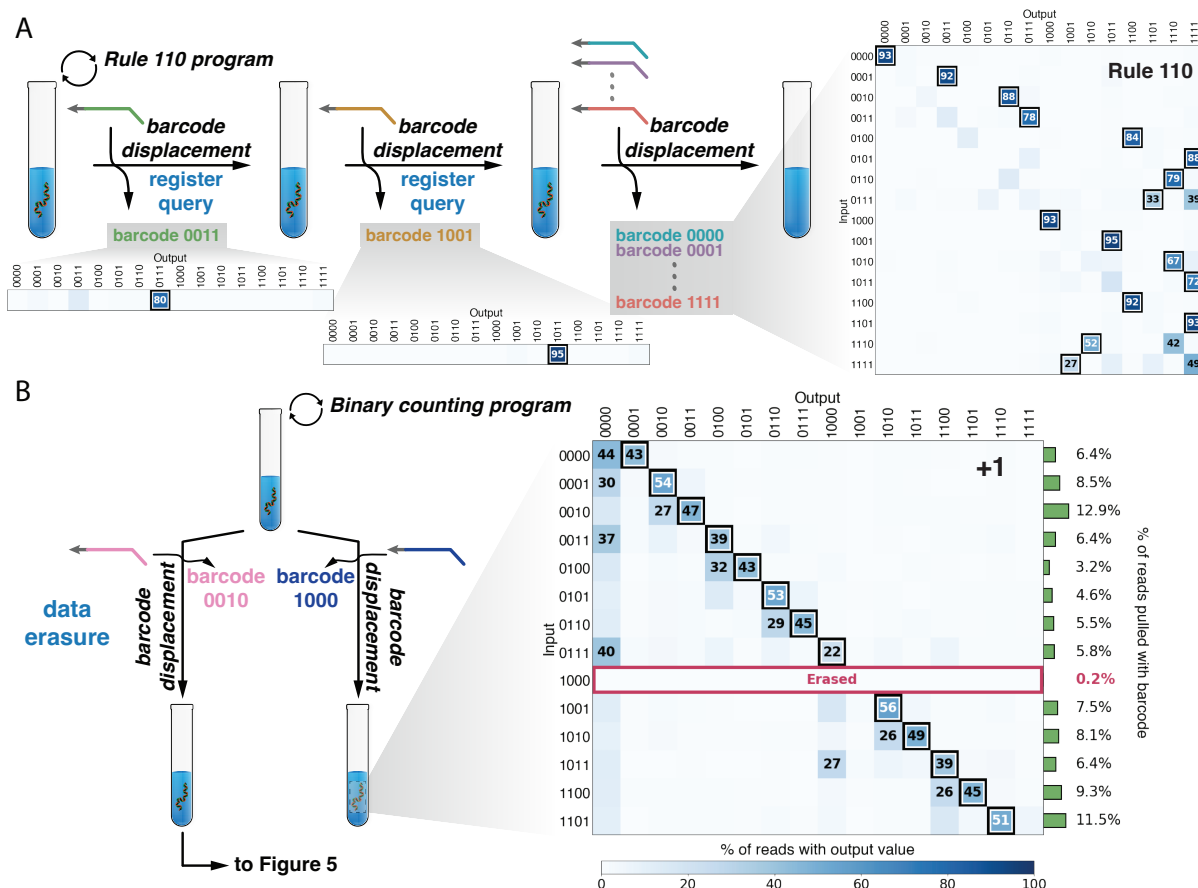 A
Rule 110 program
barcode
displacement
register
query
barcode 0011
barcode
displacement
register
query
barcode 1001
barcode
displacement
barcode 0000
barcode 0001
barcode 1111
Output
0000 0001 0010 0011 0100 0101 0110 0111 1000 1001 1010 1011 1100 1101 1110 1111
80
Output
0000 0001 0010 0011 0100 0101 0110 0111 1000 1001 1010 1011 1100 1101 1110 1111
95
Output
0000 0001 0010 0011 0100 0101 0110 0111 1000 1001 1010 1011 1100 1101 1110 1111
Rule 110
Input
0000 93
0001 92
0010 88
0011 78
0100 84
0101 88
0110 79
0111 33 39
1000 93
1001 95
1010 67
1011 72
1100 92
1101 93
1110 52 42
1111 27 49
B
Binary counting program
barcode
0010
barcode
1000
data
erasure
barcode
displacement
barcode
displacement
to Figure 5
Output
0000 0001 0010 0011 0100 0101 0110 0111 1000 1001 1010 1011 1100 1101 1110 1111
+1
Input
0000 44 43 6.4%
0001 30 54 8.5%
0010 27 47 12.9%
0011 37 39 6.4%
0100 32 43 3.2%
0101 53 4.6%
0110 29 45 5.5%
0111 40 22 5.8%
1000 Erased 0.2%
1001 56 7.5%
1010 26 49 8.1%
1011 27 39 6.4%
1100 26 45 9.3%
1101 51 11.5%
% of reads pulled with barcode
% of reads with output value
0 20 40 60 80 100